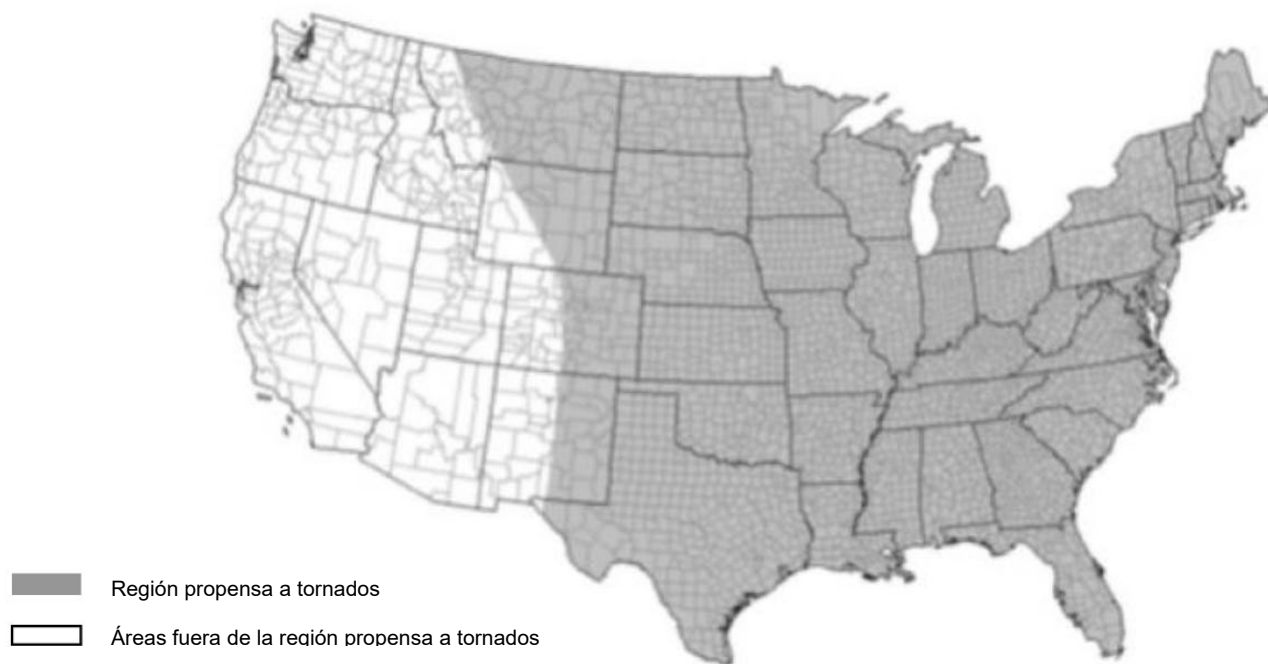 Región propensa a tornados
Áreas fuera de la región propensa a tornados